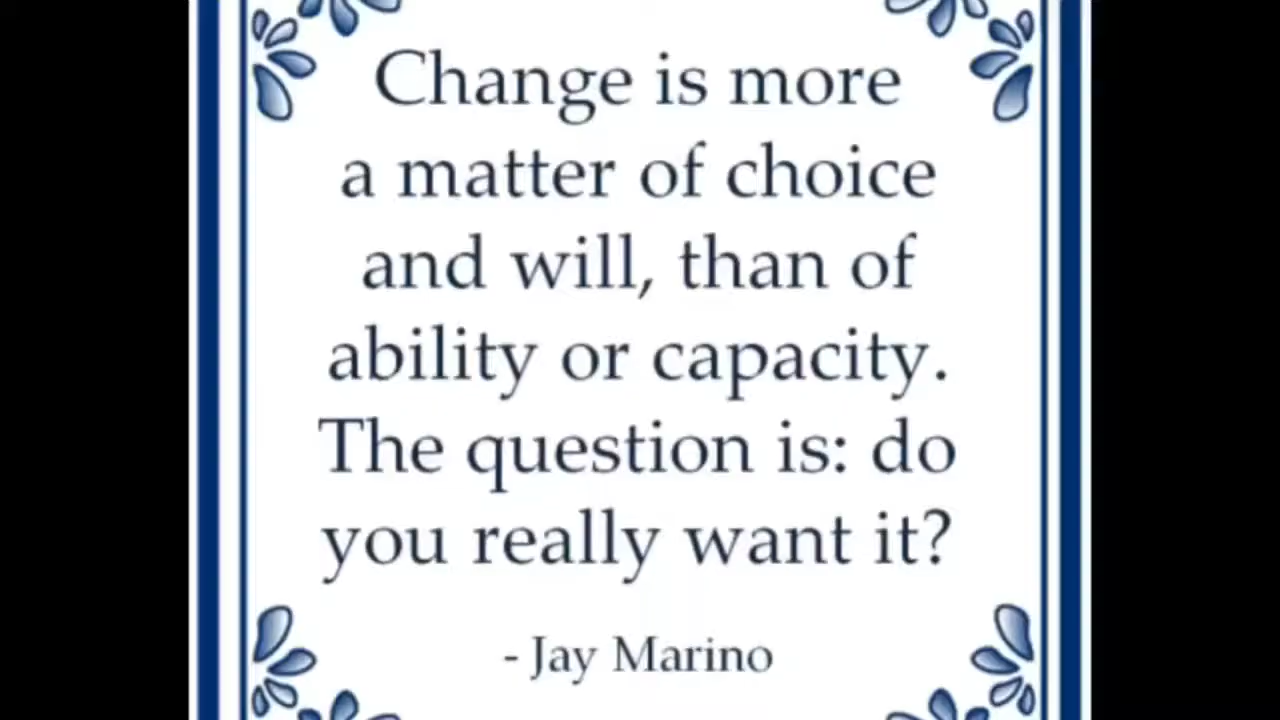 Change is more
a matter of choice
and will, than of
ability or capacity.
The question is: do
you really want it?
- Jay Marino